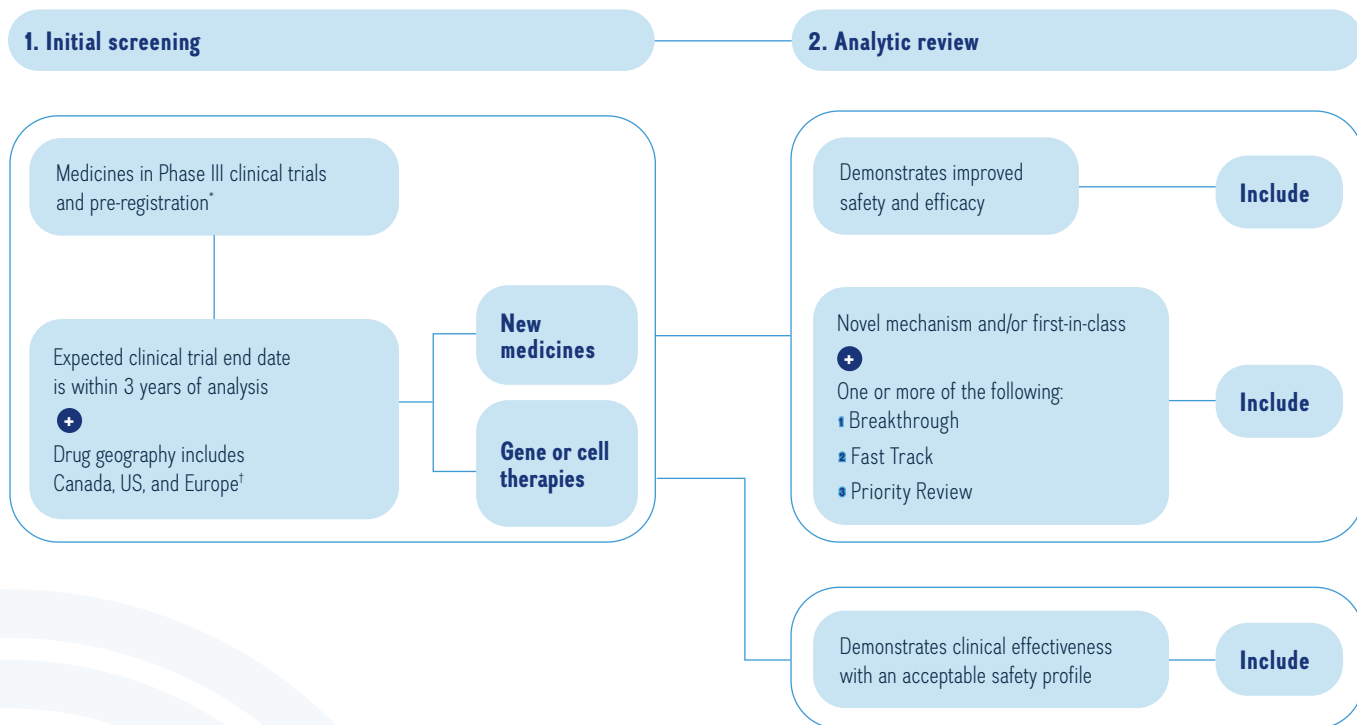 1. Initial screening
2. Analytic review
Medicines in Phase III clinical trials
and pre-registration*
Expected clinical trial end date
is within 3 years of analysis
+
Drug geography includes
Canada, US, and Europe†
New
medicines
Gene or cell
therapies
Demonstrates improved
safety and efficacy
Include
Novel mechanism and/or first-in-class
+
One or more of the following:
1 Breakthrough
2 Fast Track
3 Priority Review
Include
Demonstrates clinical effectiveness
with an acceptable safety profile
Include